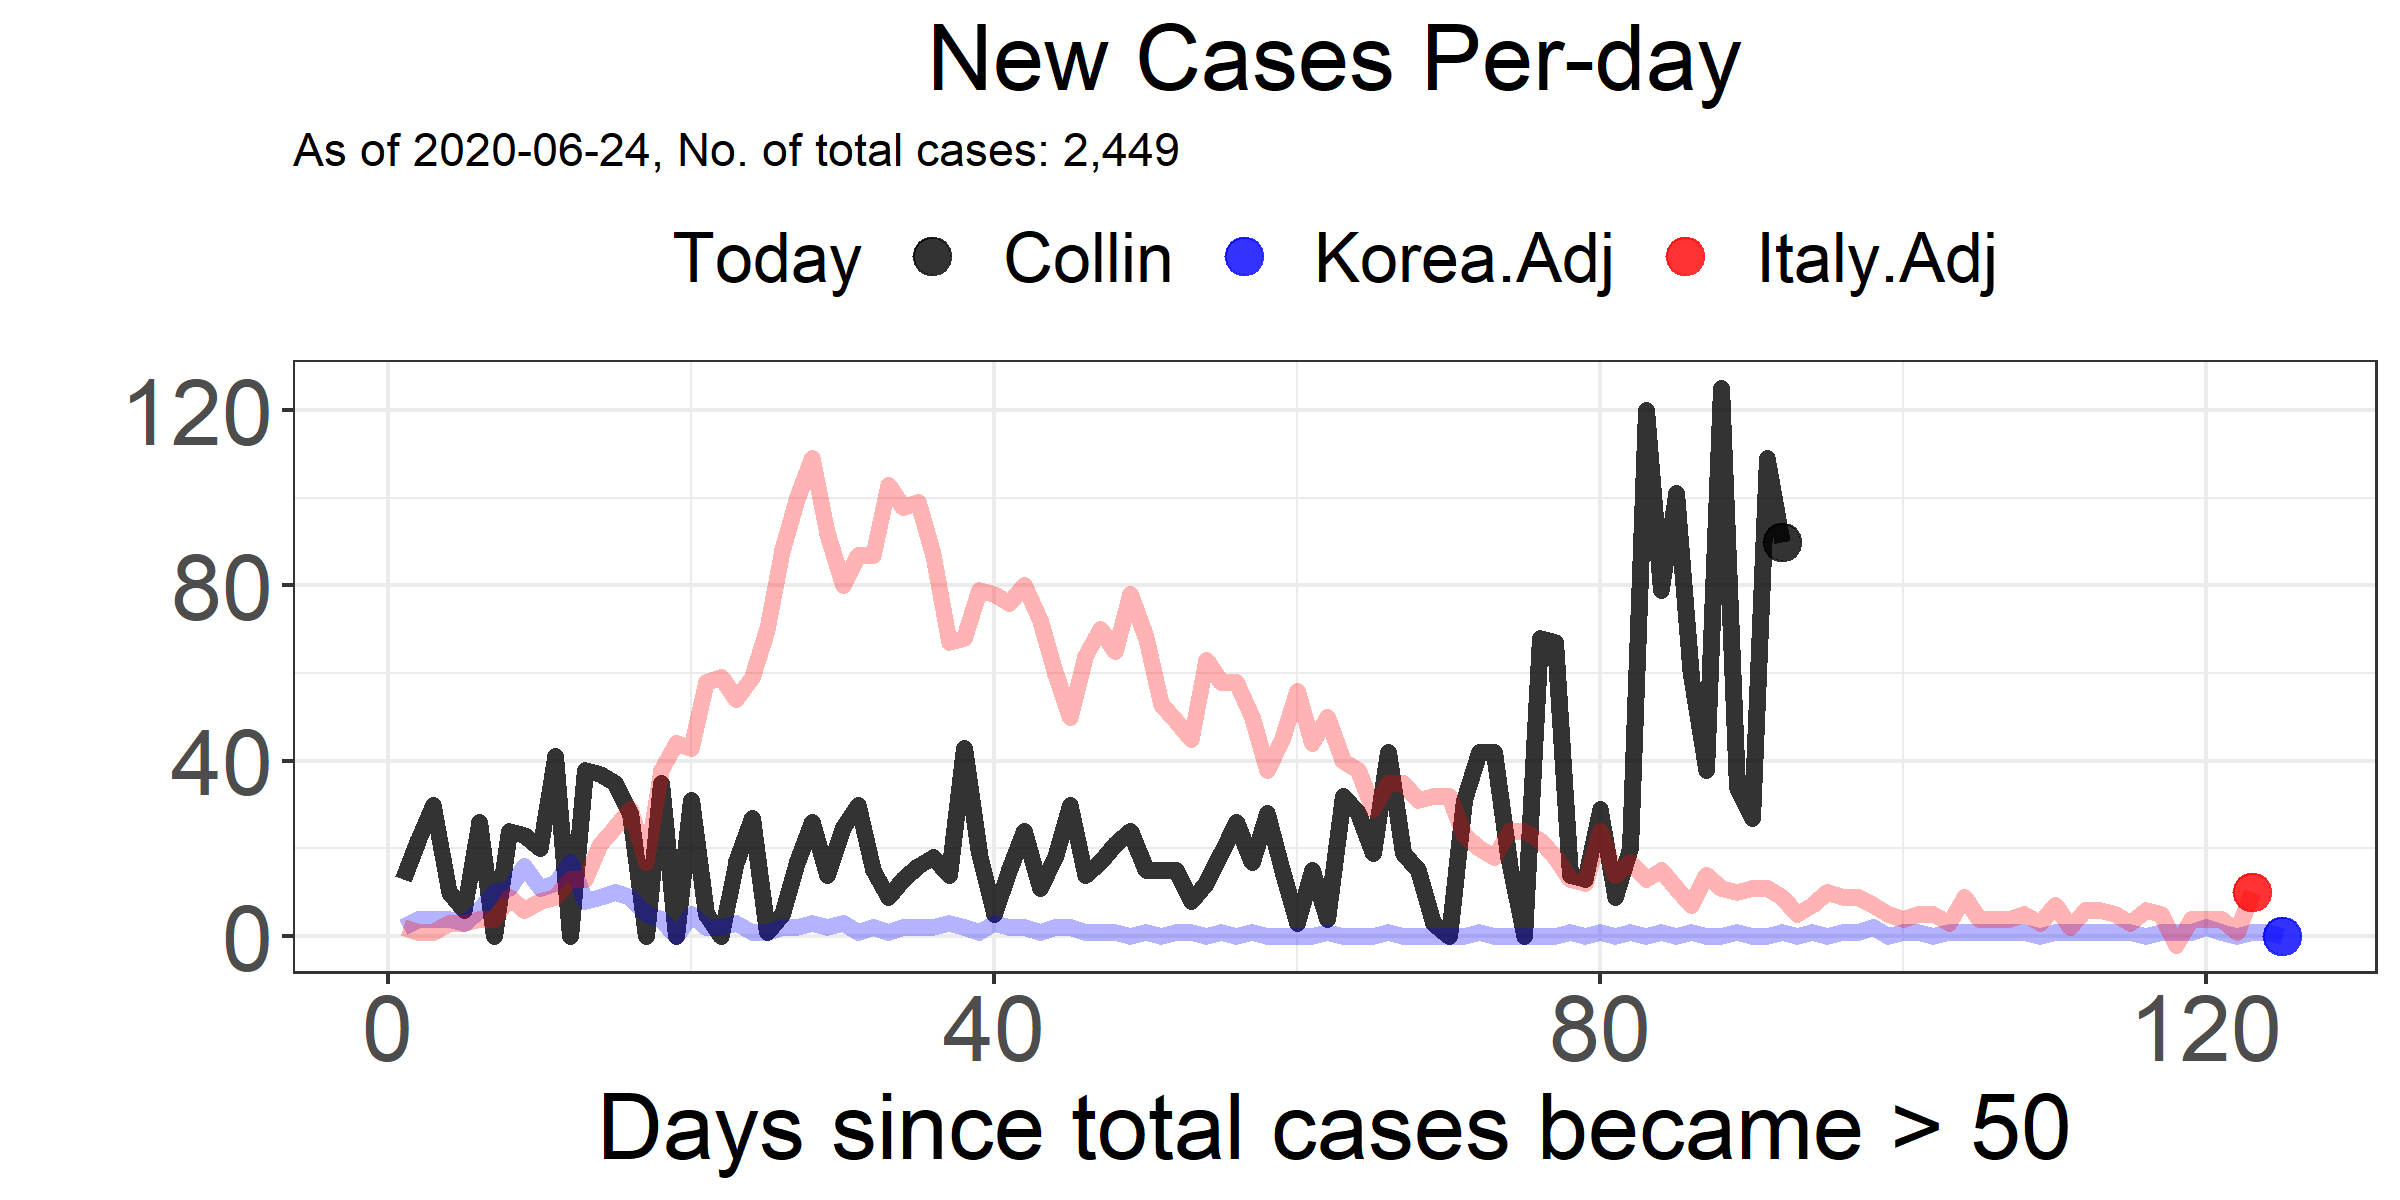 New Cases Per-day
As of 2020-06-24, No. of total cases: 2,449
Today Collin Korea.Adj Italy.Adj
120
80
40
0
0 40 80 120
Days since total cases became > 50